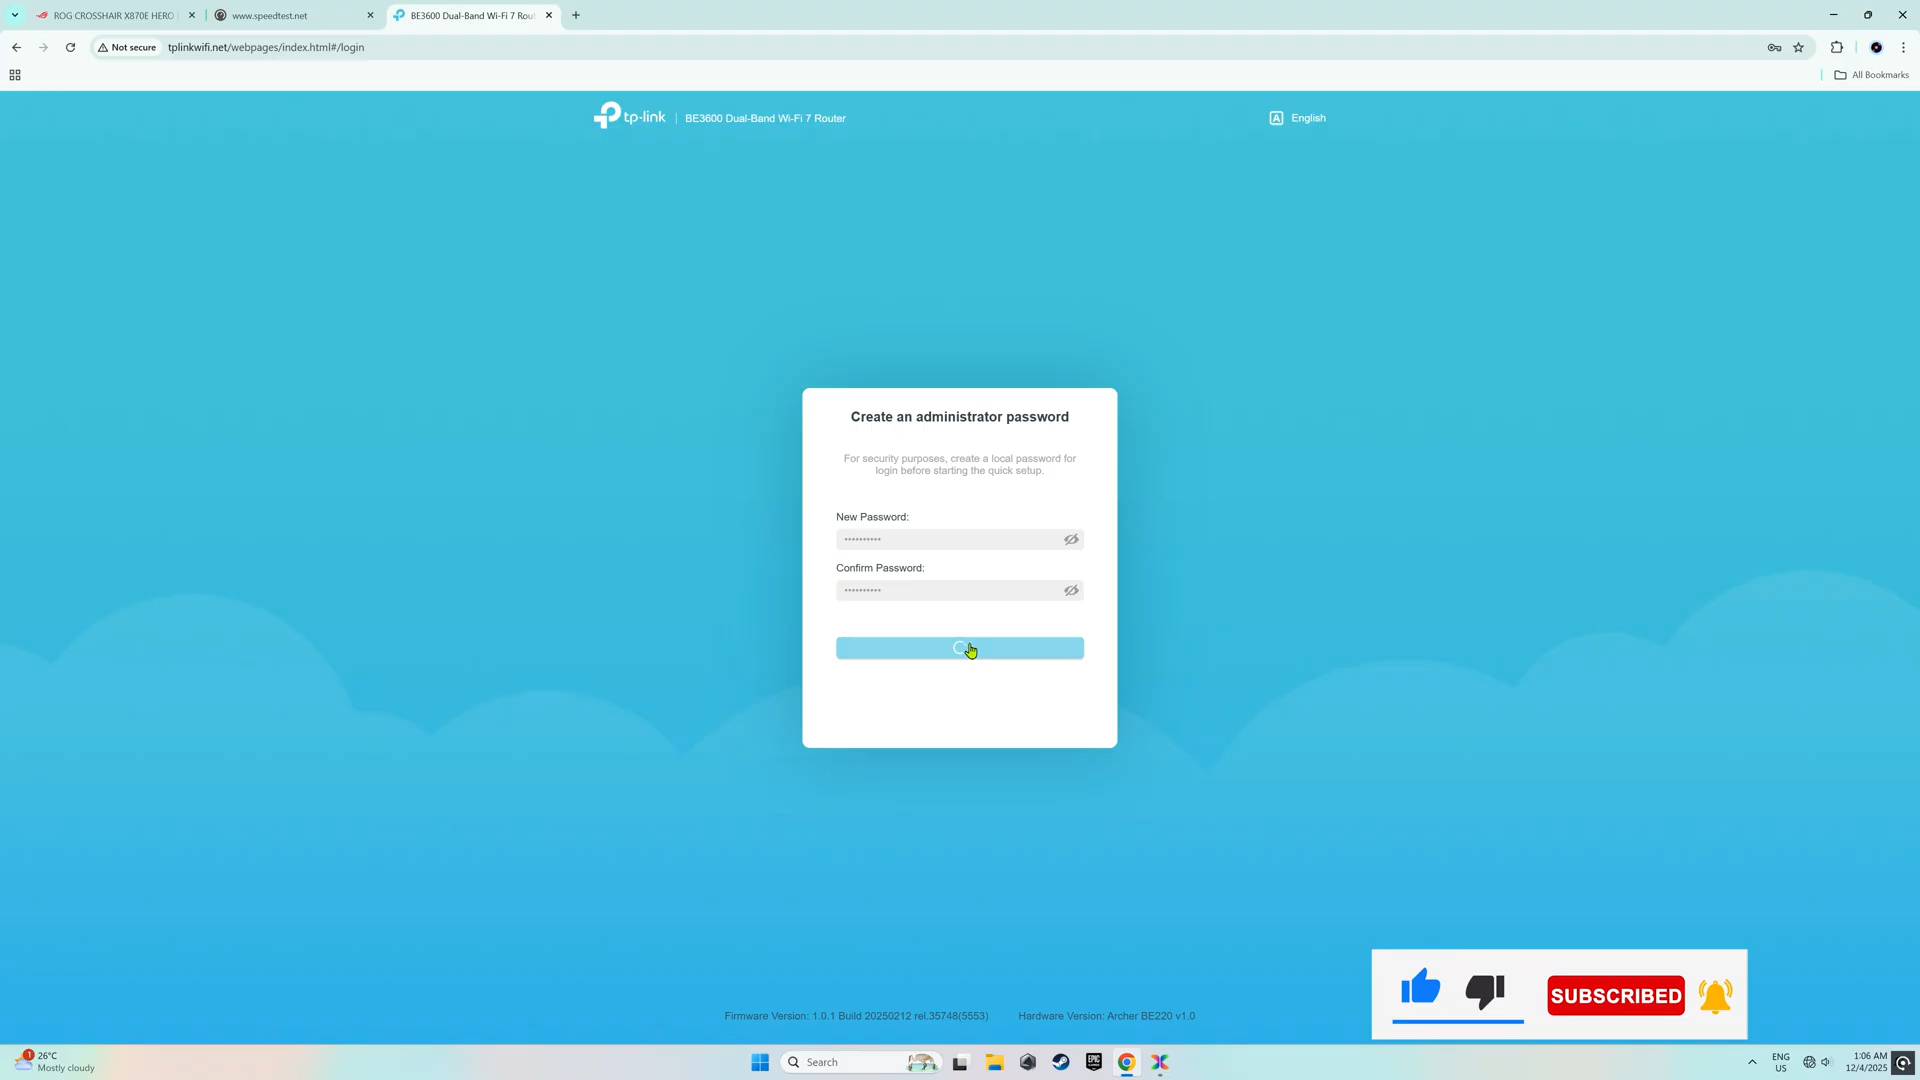 ROG CROSSHAIR X870E HERO
www.speedtest.net
BE3600 Dual-Band Wi-Fi 7 Rou
Not secure
tplinkwifi.net/webpages/index.html#/login
All Bookmarks
tp-link
BE3600 Dual-Band Wi-Fi 7 Router
A English
Create an administrator password
For security purposes, create a local password for
login before starting the quick setup.
New Password:
Confirm Password:
SUBSCRIBED
Firmware Version: 1.0.1 Build 20250212 rel.35748(5553)
Hardware Version: Archer BE220 v1.0
1
26°C
Mostly cloudy
Search
EPIC
ENG
US
1:06 AM
12/4/2025